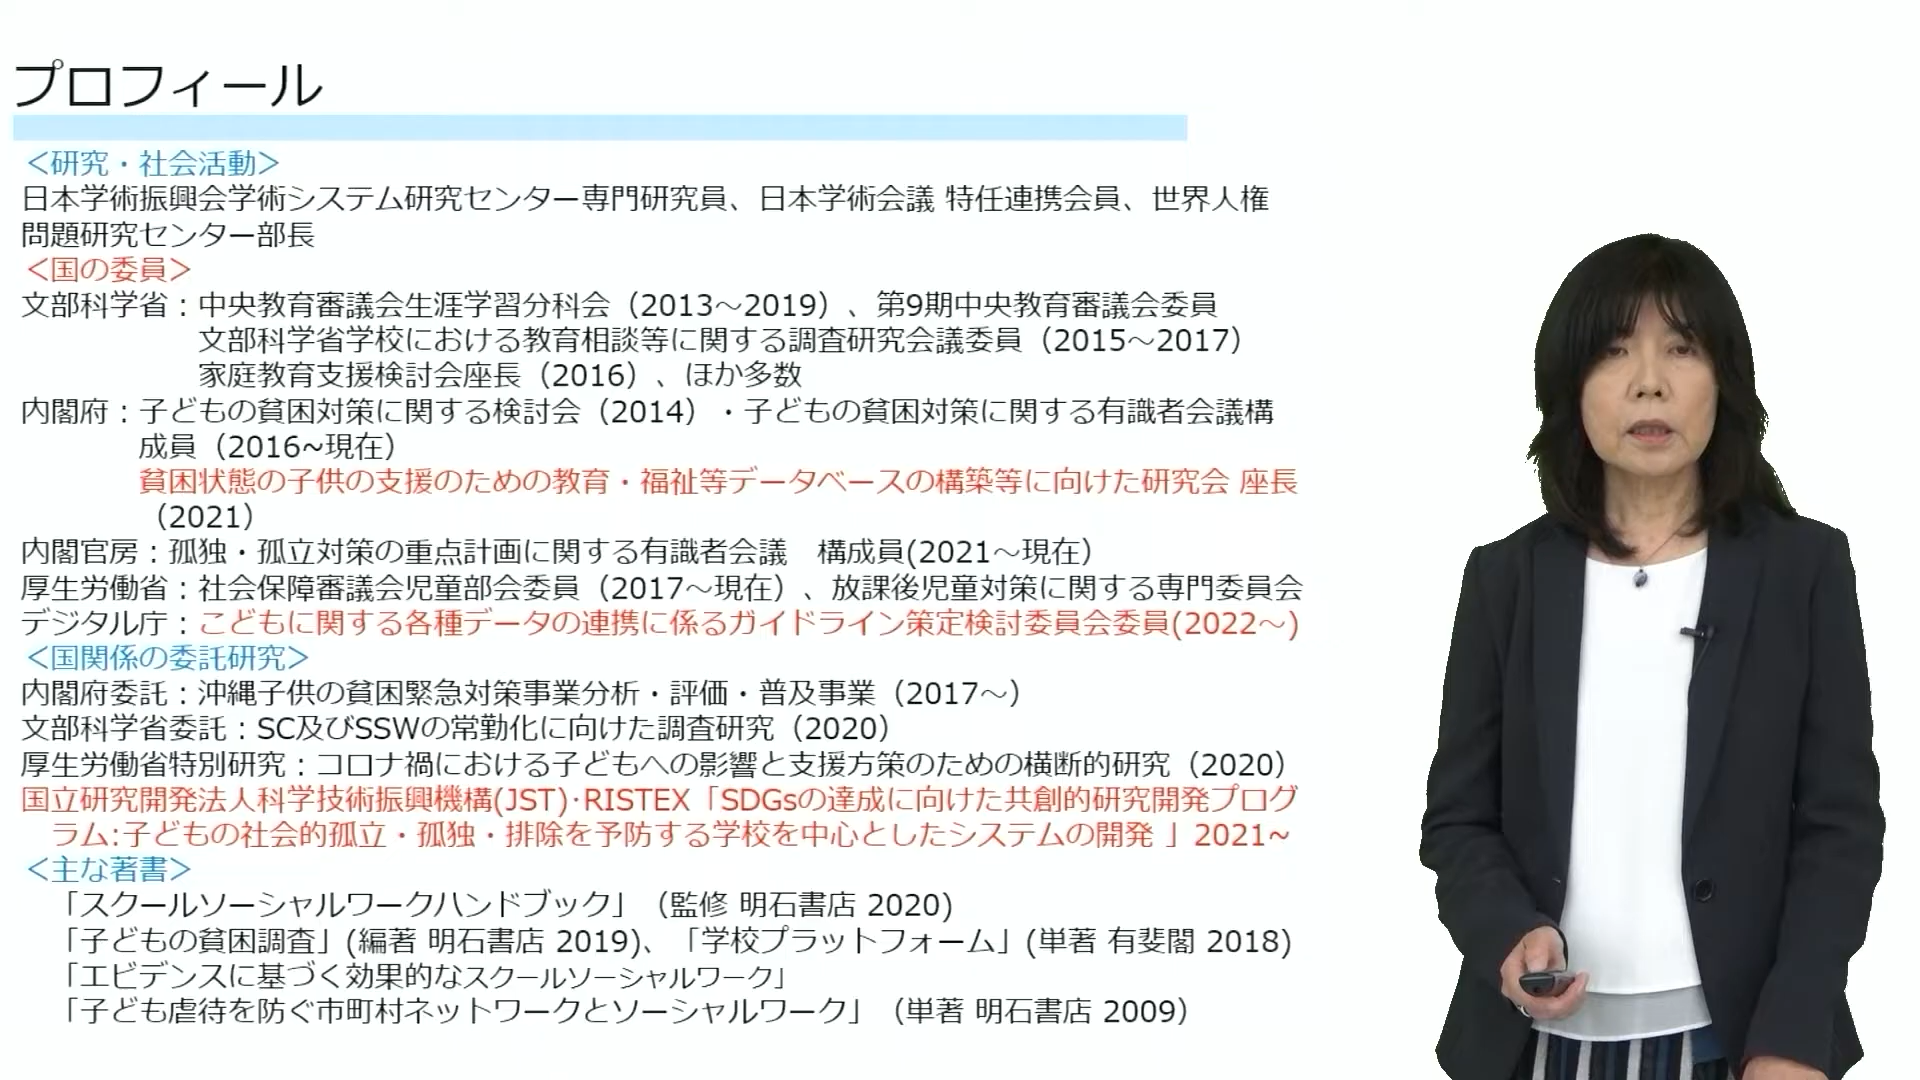 プロフィール
＜研究・社会活動＞
日本学術振興会学術システム研究センター専門研究員、日本学術会議 特任連携会員、世界人権
問題研究センター部長
＜国の委員＞
文部科学省：中央教育審議会生涯学習分科会（2013～2019）、第9期中央教育審議会委員
文部科学省学校における教育相談等に関する調査研究会議委員（2015～2017）
家庭教育支援検討会座長（2016）、ほか多数
内閣府：子どもの貧困対策に関する検討会（2014）・子どもの貧困対策に関する有識者会議構
成員（2016~現在）
貧困状態の子供の支援のための教育・福祉等データベースの構築等に向けた研究会 座長
（2021）
内閣官房：孤独・孤立対策の重点計画に関する有識者会議　構成員(2021～現在）
厚生労働省：社会保障審議会児童部会委員（2017～現在）、放課後児童対策に関する専門委員会
デジタル庁：こどもに関する各種データの連携に係るガイドライン策定検討委員会委員(2022～)
＜国関係の委託研究＞
内閣府委託：沖縄子供の貧困緊急対策事業分析・評価・普及事業（2017～）
文部科学省委託：SC及びSSWの常勤化に向けた調査研究（2020）
厚生労働省特別研究：コロナ禍における子どもへの影響と支援方策のための横断的研究（2020）
国立研究開発法人科学技術振興機構(JST)･RISTEX「SDGsの達成に向けた共創的研究開発プログ
ラム:子どもの社会的孤立・孤独・排除を予防する学校を中心としたシステムの開発 」2021~
＜主な著書＞
「スクールソーシャルワークハンドブック」（監修 明石書店 2020)
「子どもの貧困調査」(編著 明石書店 2019)、「学校プラットフォーム」(単著 有斐閣 2018)
「エビデンスに基づく効果的なスクールソーシャルワーク」
「子ども虐待を防ぐ市町村ネットワークとソーシャルワーク」（単著 明石書店 2009）